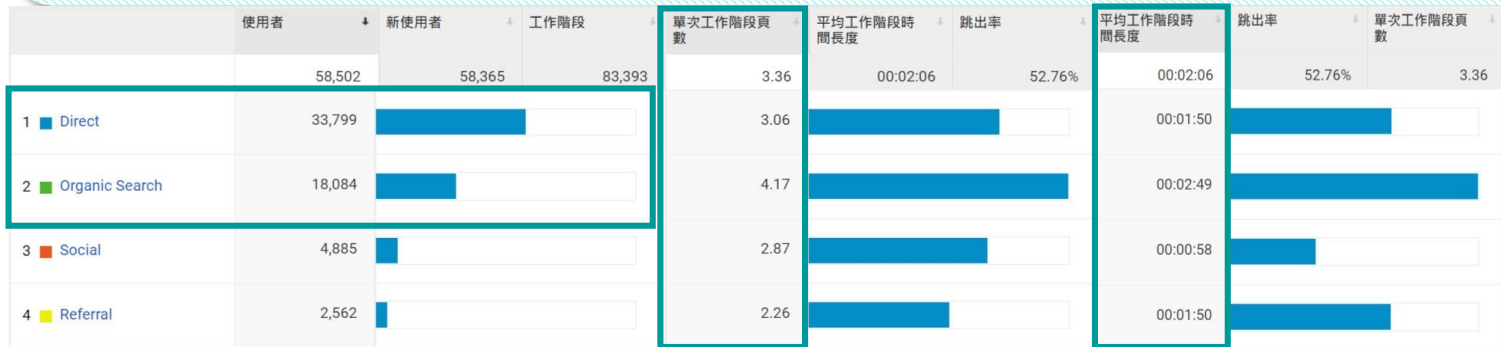 使用者 新使用者 工作階段 單次工作階段頁 平均工作階段時 跳出率 平均工作階段時 跳出率 單次工作階段頁
數 間長度 間長度 數
58,502 58,365 83,393 3.36 00:02:06 52.76% 00:02:06 52.76% 3.36
1 Direct 33,799 3.06 00:01:50
2 Organic Search 18,084 4.17 00:02:49
3 Social 4,885 2.87 00:00:58
4 Referral 2,562 2.26 00:01:50